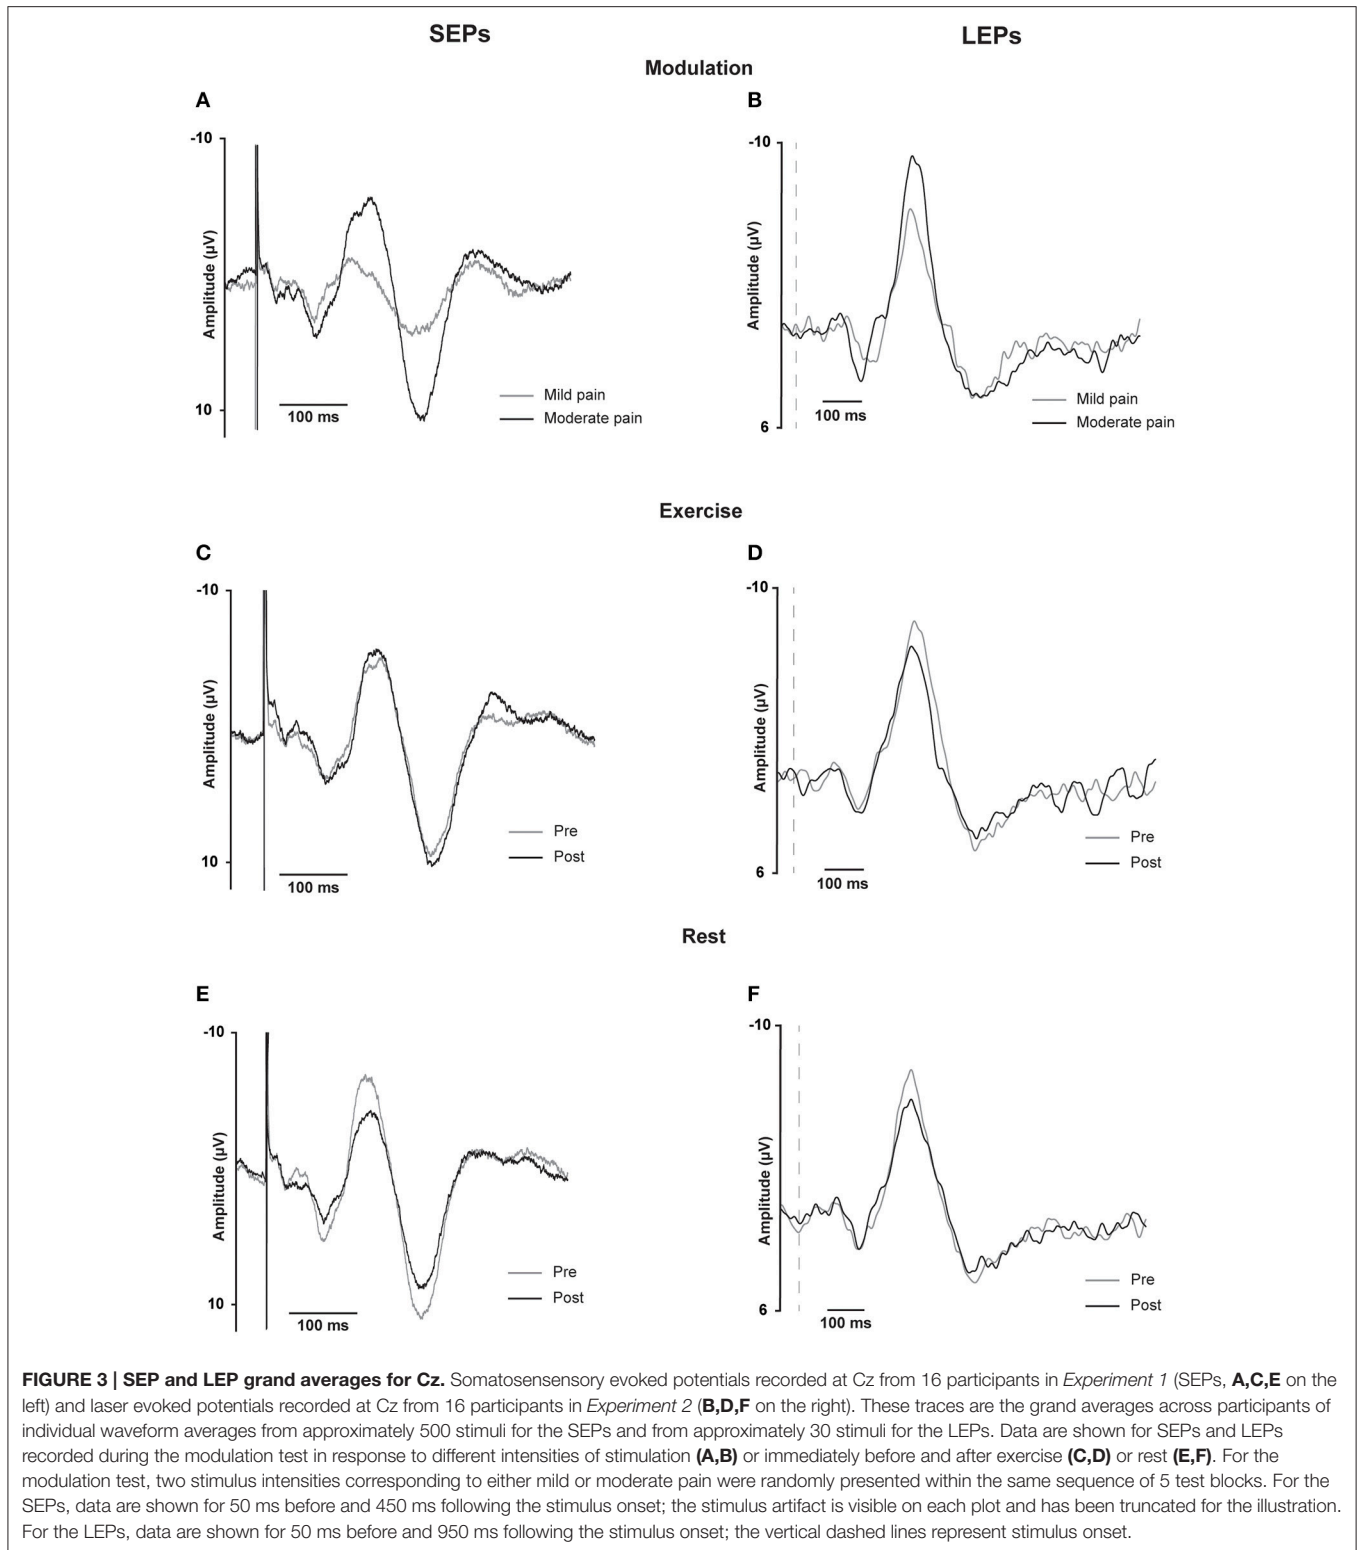 SEPs
LEPs
Modulation
A
B
-10
Amplitude (µV)
10
100 ms
Mild pain
Moderate pain
-10
Amplitude (µV)
6
100 ms
Mild pain
Moderate pain
Exercise
C
D
-10
Amplitude (µV)
10
100 ms
Pre
Post
-10
Amplitude (µV)
6
100 ms
Pre
Post
Rest
E
F
-10
Amplitude (µV)
10
100 ms
Pre
Post
-10
Amplitude (µV)
6
100 ms
Pre
Post
FIGURE 3 | SEP and LEP grand averages for Cz. Somatosensensory evoked potentials recorded at Cz from 16 participants in Experiment 1 (SEPs, A,C,E on the
left) and laser evoked potentials recorded at Cz from 16 participants in Experiment 2 (B,D,F on the right). These traces are the grand averages across participants of
individual waveform averages from approximately 500 stimuli for the SEPs and from approximately 30 stimuli for the LEPs. Data are shown for SEPs and LEPs
recorded during the modulation test in response to different intensities of stimulation (A,B) or immediately before and after exercise (C,D) or rest (E,F). For the
modulation test, two stimulus intensities corresponding to either mild or moderate pain were randomly presented within the same sequence of 5 test blocks. For the
SEPs, data are shown for 50 ms before and 450 ms following the stimulus onset; the stimulus artifact is visible on each plot and has been truncated for the illustration.
For the LEPs, data are shown for 50 ms before and 950 ms following the stimulus onset; the vertical dashed lines represent stimulus onset.